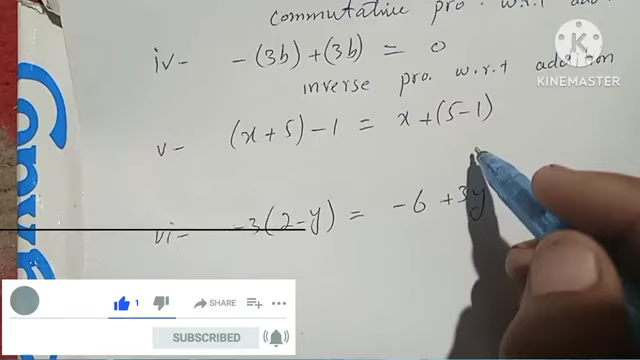 commutative pro. w.r.t addi
iv- -(3b)+(3b) = 0
inverse pro. w.r.t addition
v- (x+5)-1 = x+(5-1)
vi- -3(2-y) = -6 +3y
K
KINEMASTER
1 SHARE
SUBSCRIBED